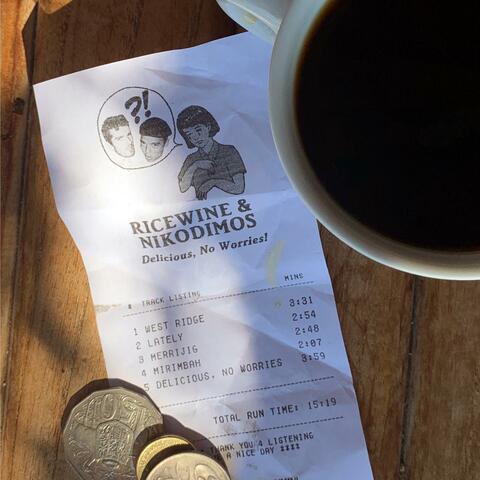 ?!
RICEWINE &
NIKODIMOS
Delicious, No Worries!
# TRACK LISTING MINS
1 WEST RIDGE 3:31
2 LATELY 2:54
3 MERRIJIG 2:48
4 MIRIMBAH 2:07
5 DELICIOUS, NO WORRIES 3:59
TOTAL RUN TIME: 15:19
* THANK YOU 4 LISTENING
A NICE DAY